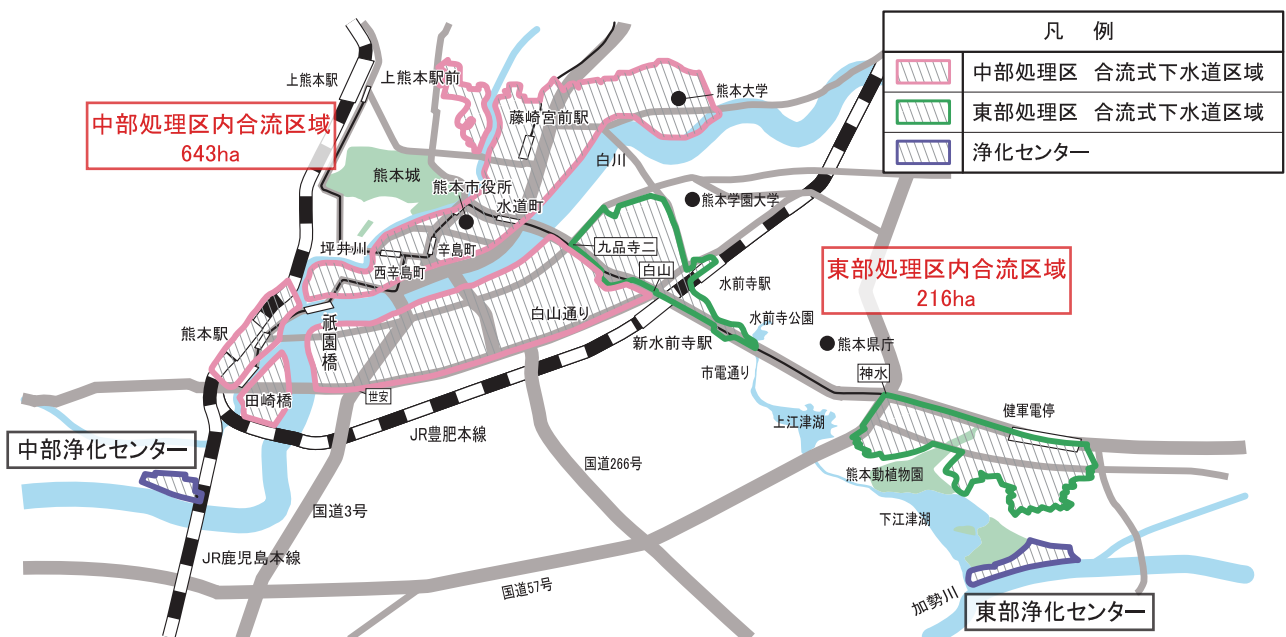 凡 例
中部処理区 合流式下水道区域
東部処理区 合流式下水道区域
浄化センター
上熊本駅
上熊本駅前
熊本大学
中部処理区内合流区域
643ha
藤崎宮前駅
白川
熊本城
熊本市役所
水道町
熊本学園大学
坪井川
辛島町
西辛島町
九品寺二
白山
東部処理区内合流区域
216ha
水前寺駅
水前寺公園
白山通り
新水前寺駅
熊本県庁
熊本駅
祇園橋
市電通り
神水
田崎橋
世安
健軍電停
上江津湖
JR豊肥本線
中部浄化センター
国道266号
熊本動植物園
国道3号
下江津湖
JR鹿児島本線
国道57号
加勢川
東部浄化センター